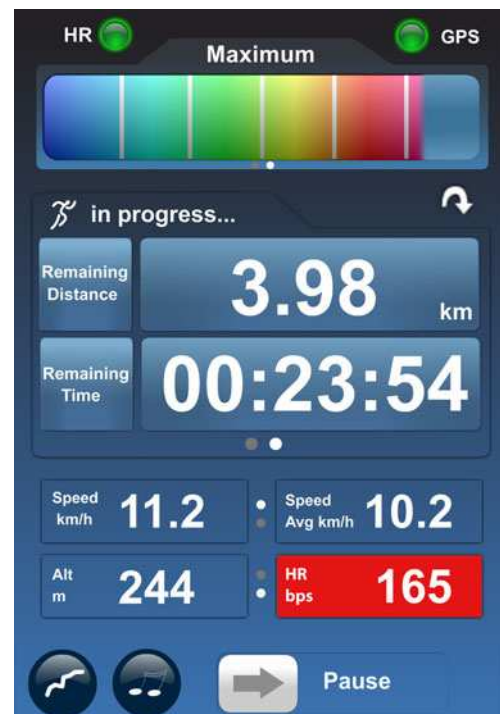 HR
GPS
Maximum
in progress...
Remaining
Distance
3.98
km
Remaining
Time
00:23:54
Speed
km/h
11.2
Speed
Avg km/h
10.2
Alt
m
244
HR
bps
165
Pause